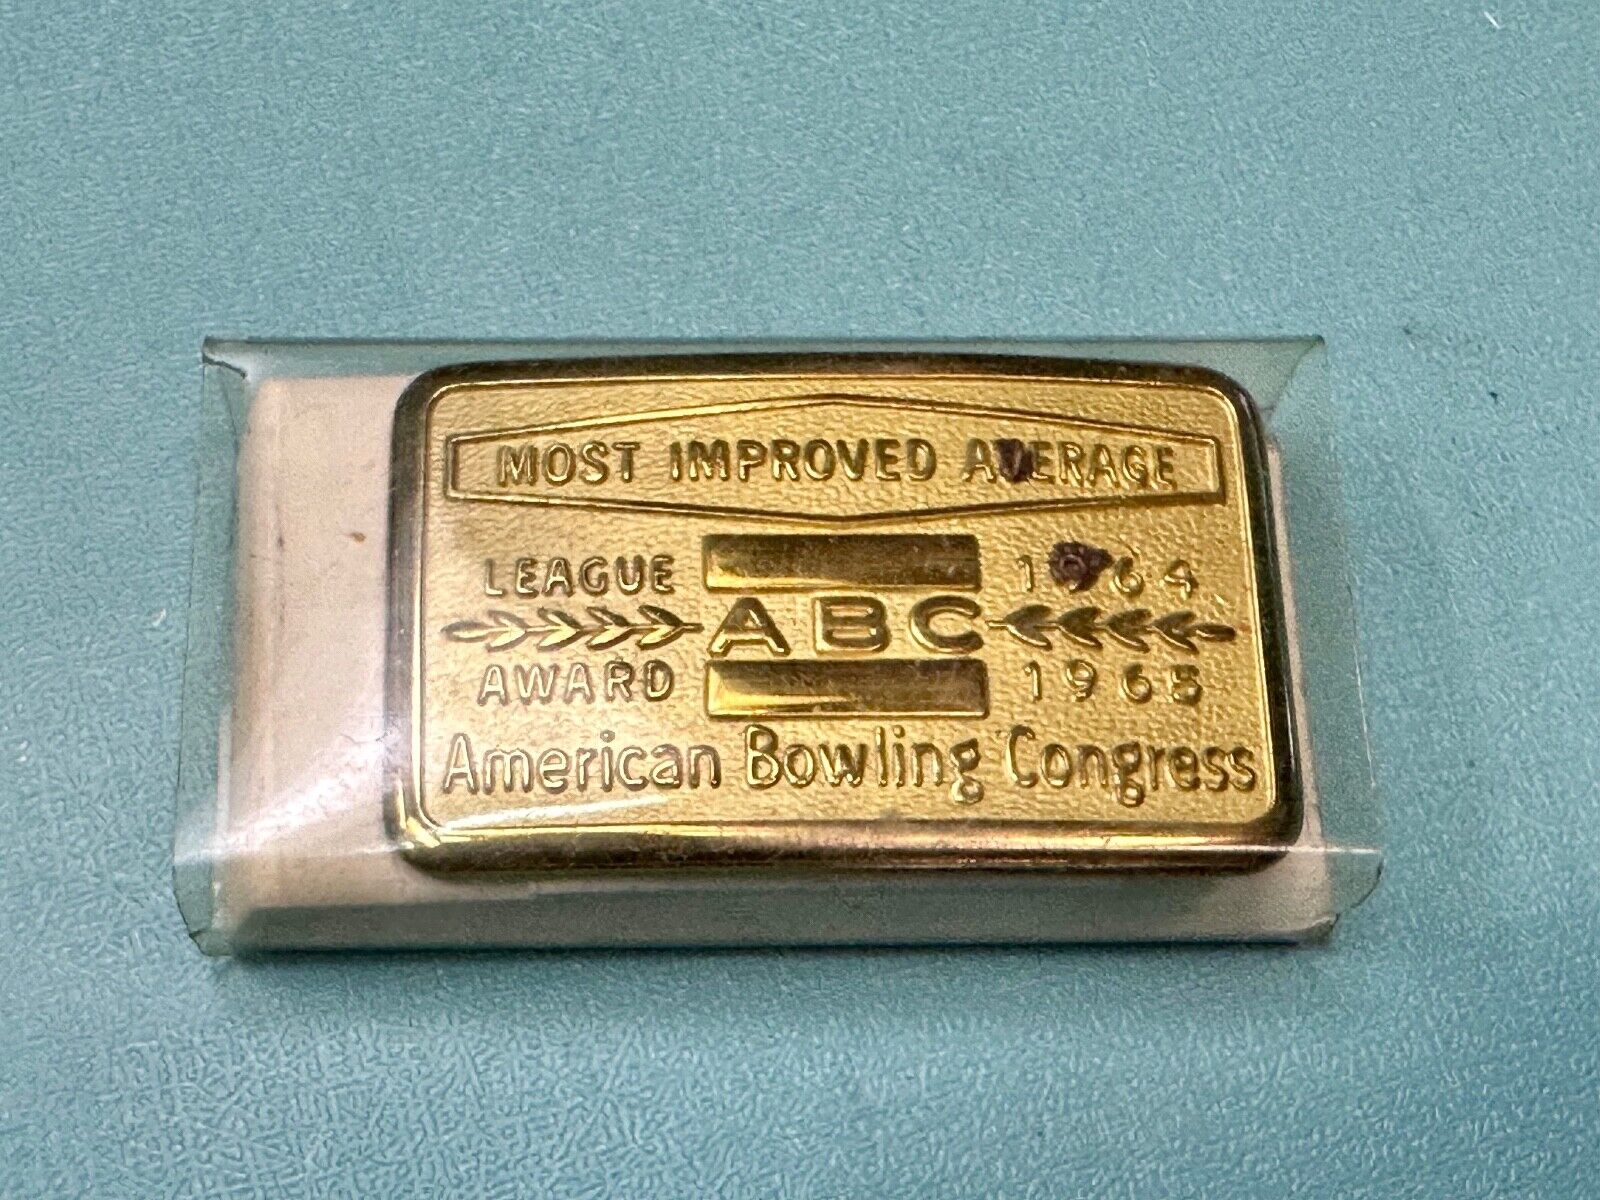 MOST IMPROVED AVERAGE
LEAGUE 1964
ABC
AWARD 1965
American Bowling Congress